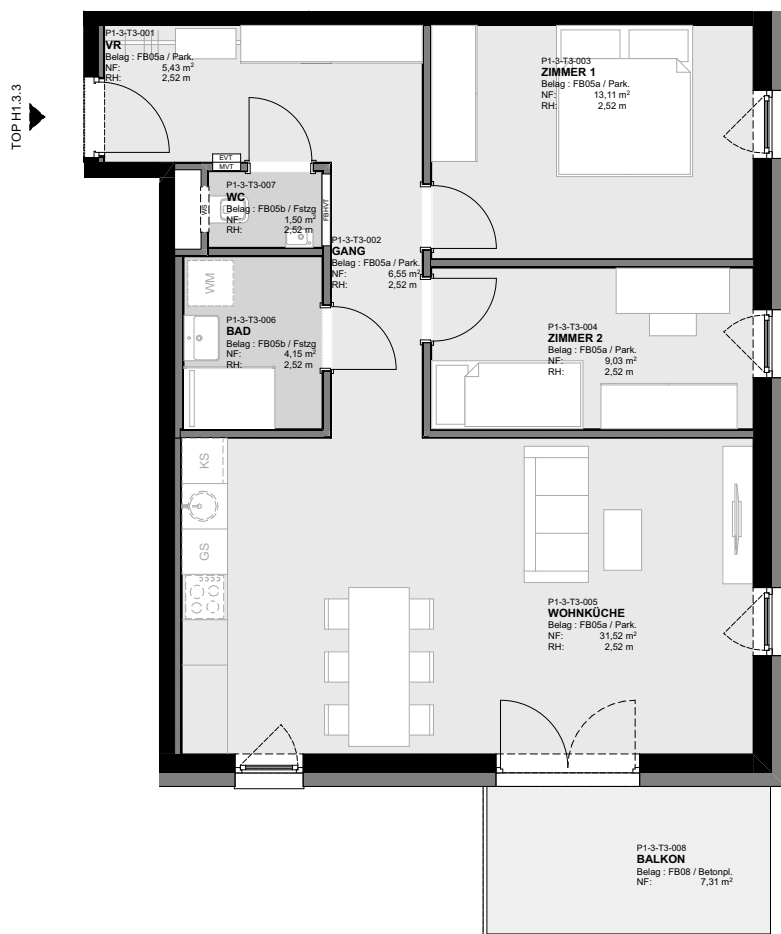 TOP H1.3.3
P1-3-T3-001
VR
Belag : FB05a / Park.
NF: 5,43 m²
RH: 2,52 m
P1-3-T3-003
ZIMMER 1
Belag : FB05a / Park.
NF: 13,11 m²
RH: 2,52 m
EVT
MVT
P1-3-T3-007
WC
Belag : FB05b / Fstzg
NF: 1,50 m²
RH: 2,52 m
WS
FBHVT
P1-3-T3-002
GANG
Belag : FB05a / Park.
NF: 6,55 m²
RH: 2,52 m
WM
P1-3-T3-006
BAD
Belag : FB05b / Fstzg
NF: 4,15 m²
RH: 2,52 m
P1-3-T3-004
ZIMMER 2
Belag : FB05a / Park.
NF: 9,03 m²
RH: 2,52 m
KS
GS
P1-3-T3-005
WOHNKÜCHE
Belag : FB05a / Park.
NF: 31,52 m²
RH: 2,52 m
P1-3-T3-008
BALKON
Belag : FB08 / Betonpl.
NF: 7,31 m²